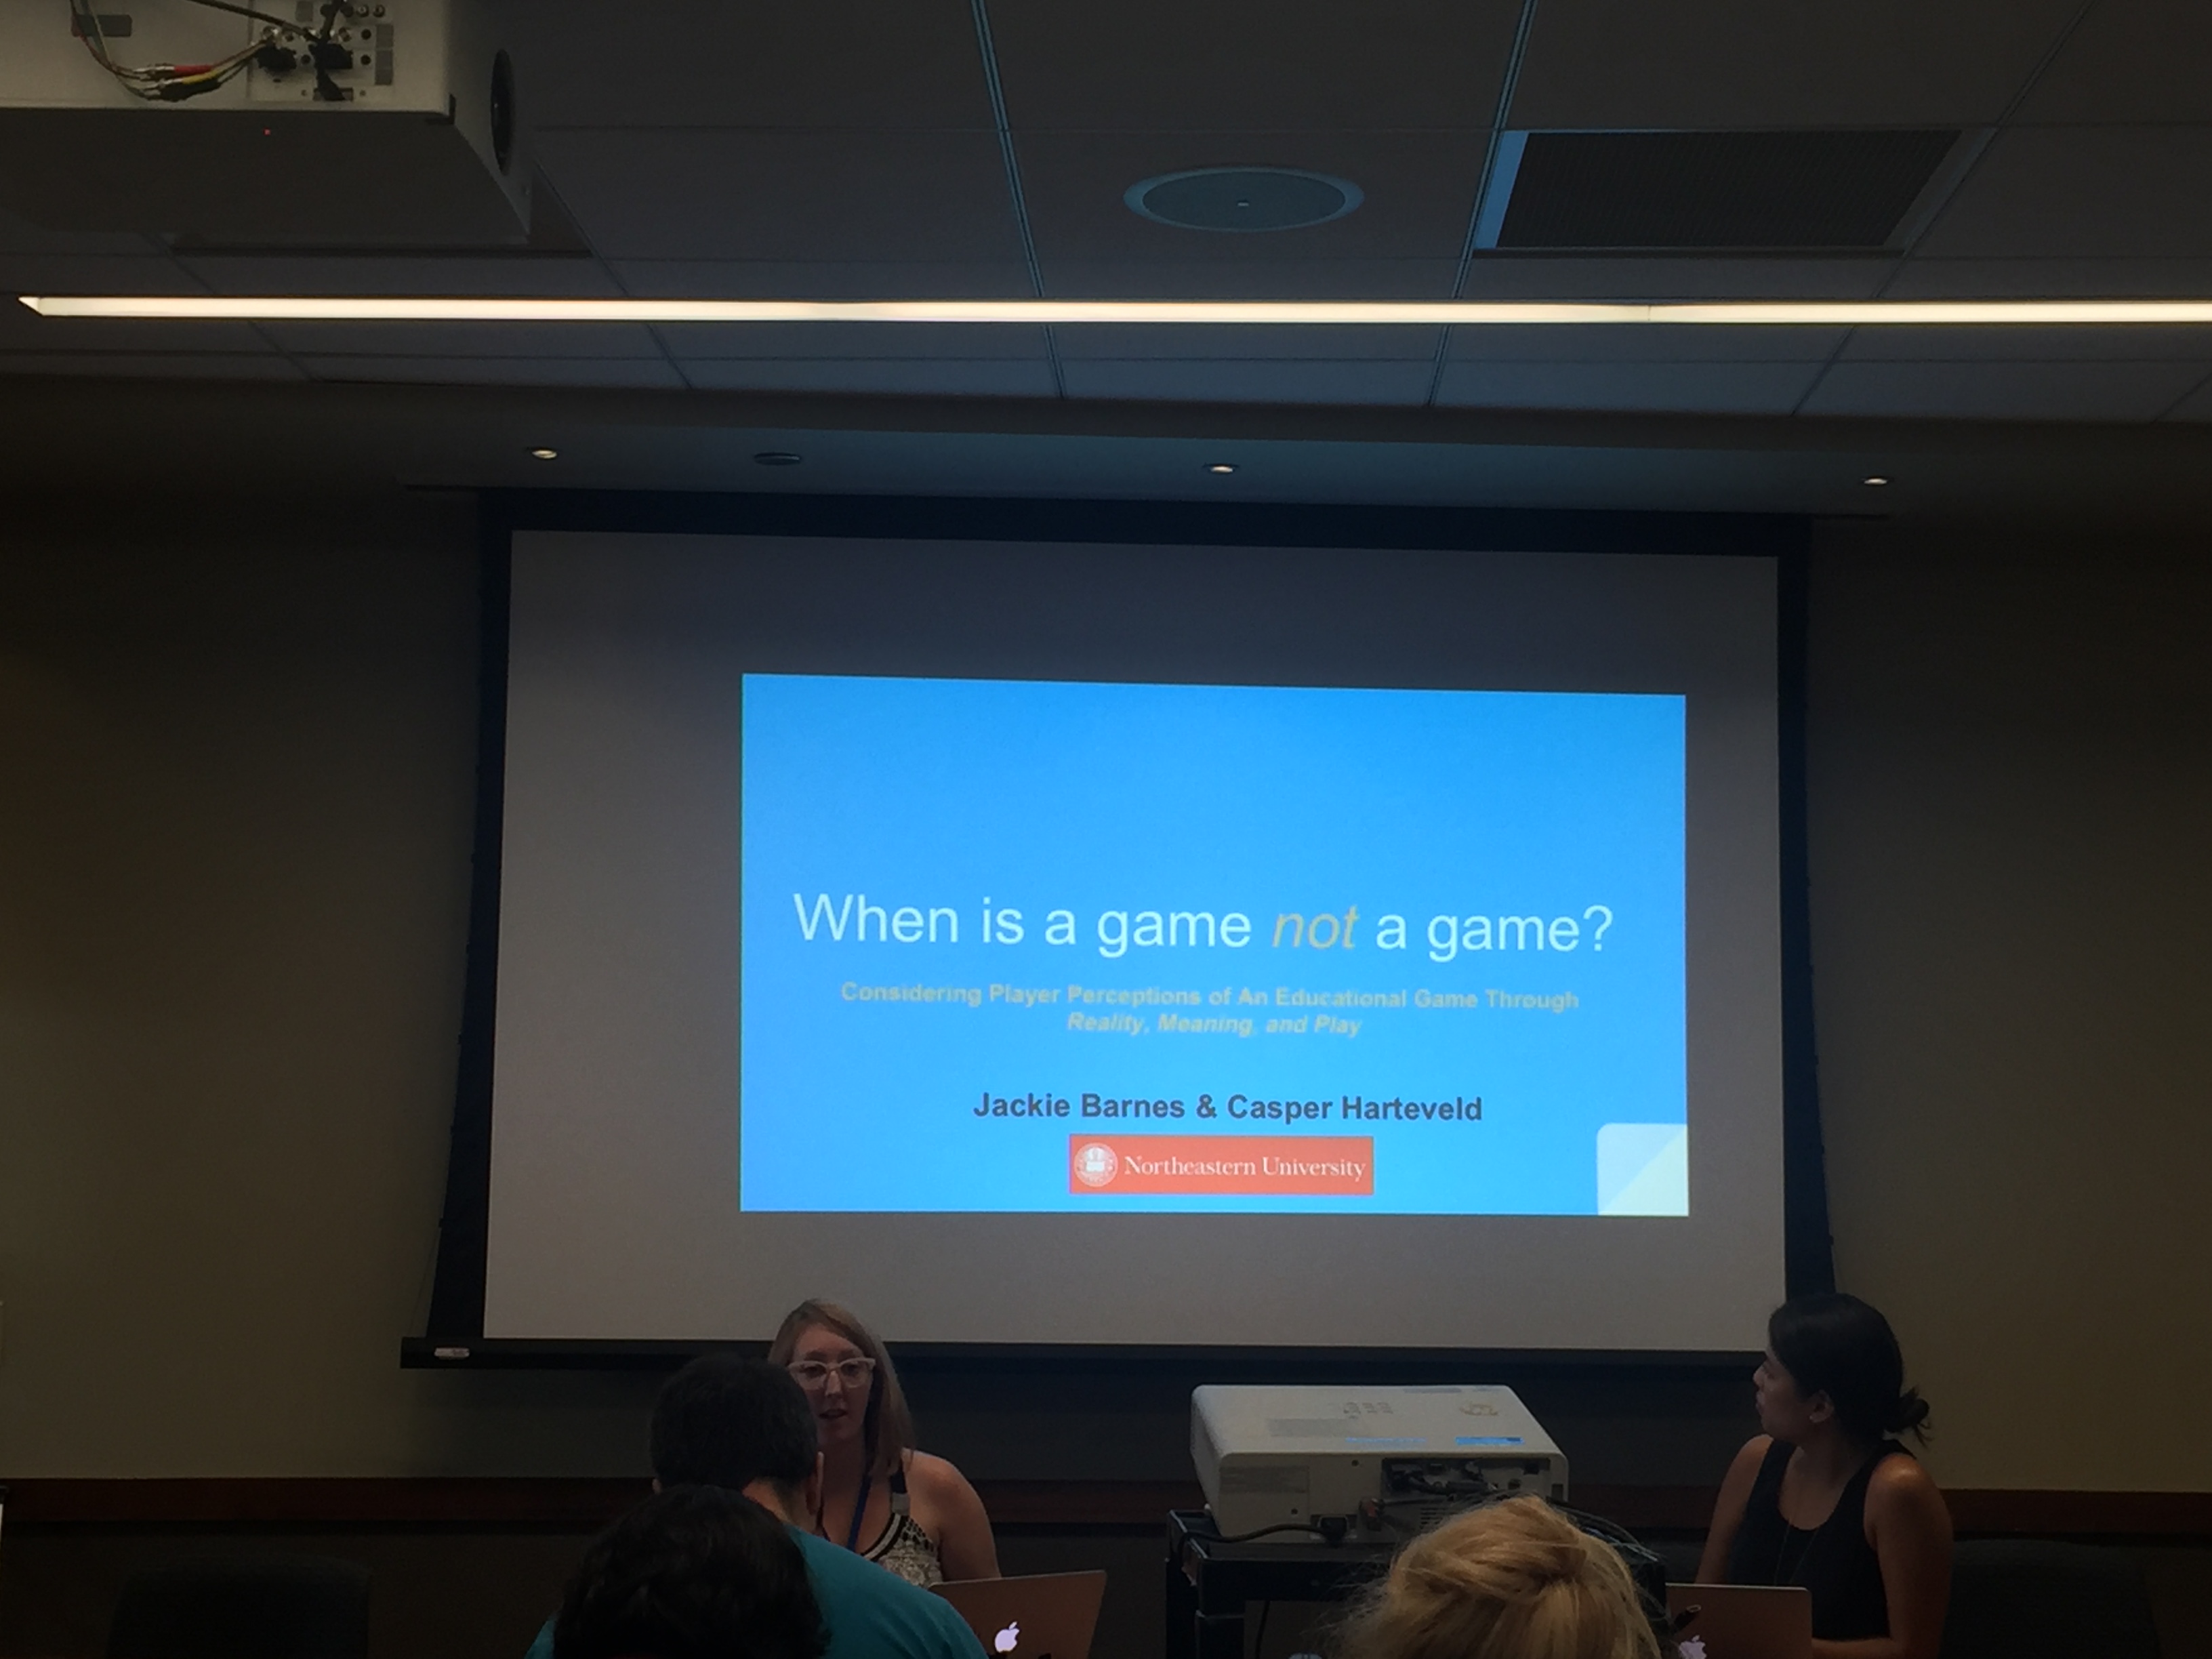 When is a game not a game?
Considering Player Perceptions of An Educational Game Through
Reality, Meaning, and Play
Jackie Barnes & Casper Harteveld
Northeastern University